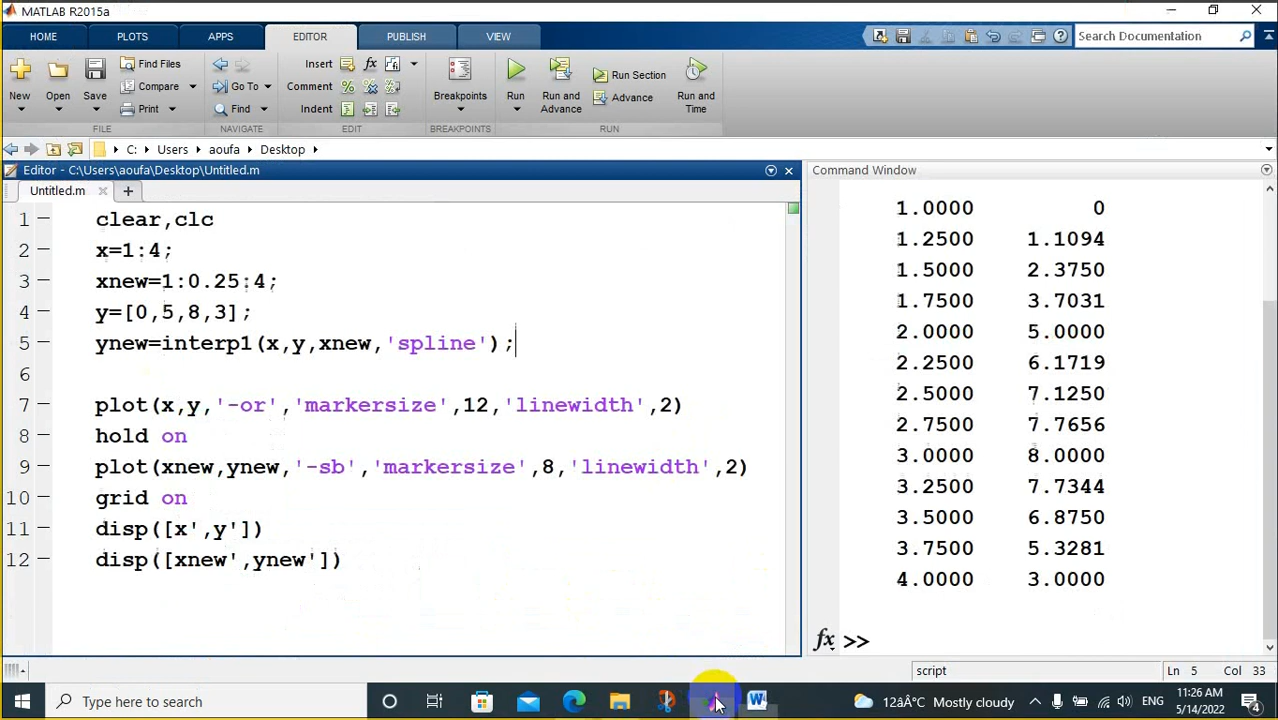 MATLAB R2015a
HOME PLOTS APPS EDITOR PUBLISH VIEW Search Documentation
New Open Save Find Files Compare Print
Go To Find
Insert fx Comment Indent
Breakpoints
Run Run and Advance Run Section Advance Run and Time
FILE NAVIGATE EDIT BREAKPOINTS RUN
C: Users aoufa Desktop
Editor - C:\Users\aoufa\Desktop\Untitled.m
Untitled.m
1 clear,clc
2 x=1:4;
3 xnew=1:0.25:4;
4 y=[0,5,8,3];
5 ynew=interp1(x,y,xnew,'spline');
6
7 plot(x,y,'-or','markersize',12,'linewidth',2)
8 hold on
9 plot(xnew,ynew,'-sb','markersize',8,'linewidth',2)
10 grid on
11 disp([x',y'])
12 disp([xnew',ynew'])
Command Window
1.0000 0
1.2500 1.1094
1.5000 2.3750
1.7500 3.7031
2.0000 5.0000
2.2500 6.1719
2.5000 7.1250
2.7500 7.7656
3.0000 8.0000
3.2500 7.7344
3.5000 6.8750
3.7500 5.3281
4.0000 3.0000
fx >>
script Ln 5 Col 33
Type here to search
12°C Mostly cloudy ENG 11:26 AM
5/14/2022 4